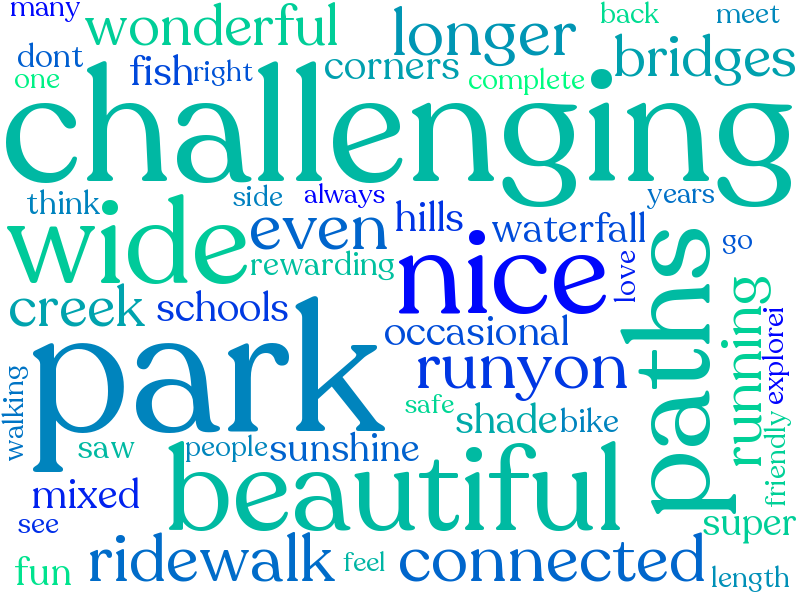 many
wonderful
longer
back
meet
dont
fish
right
corners
bridges
one
complete
challenging
think
side
always
years
wide
even
hills
waterfall
go
rewarding
nice
love
creek
schools
paths
running
explorei
park
occasional
runyon
walking
safe
shade
bike
friendly
saw
people
sunshine
beautiful
mixed
see
super
fun
ridewalk
feel
connected
length